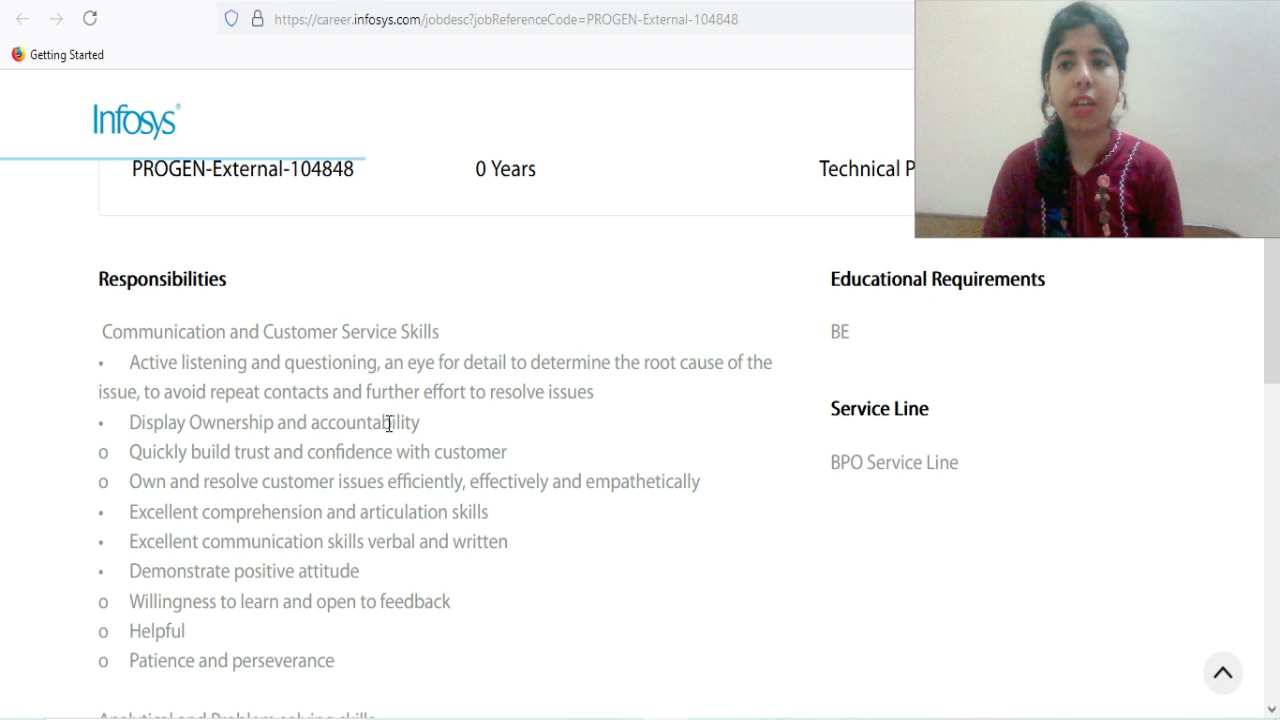 https://career.infosys.com/jobdesc?jobReferenceCode=PROGEN-External-104848
Getting Started
Infosys
PROGEN-External-104848 0 Years Technical P
Responsibilities
Communication and Customer Service Skills
• Active listening and questioning, an eye for detail to determine the root cause of the
issue, to avoid repeat contacts and further effort to resolve issues
• Display Ownership and accountability
o Quickly build trust and confidence with customer
o Own and resolve customer issues efficiently, effectively and empathetically
• Excellent comprehension and articulation skills
• Excellent communication skills verbal and written
• Demonstrate positive attitude
o Willingness to learn and open to feedback
o Helpful
o Patience and perseverance
Analytical and Problem solving skills
Educational Requirements
BE
Service Line
BPO Service Line